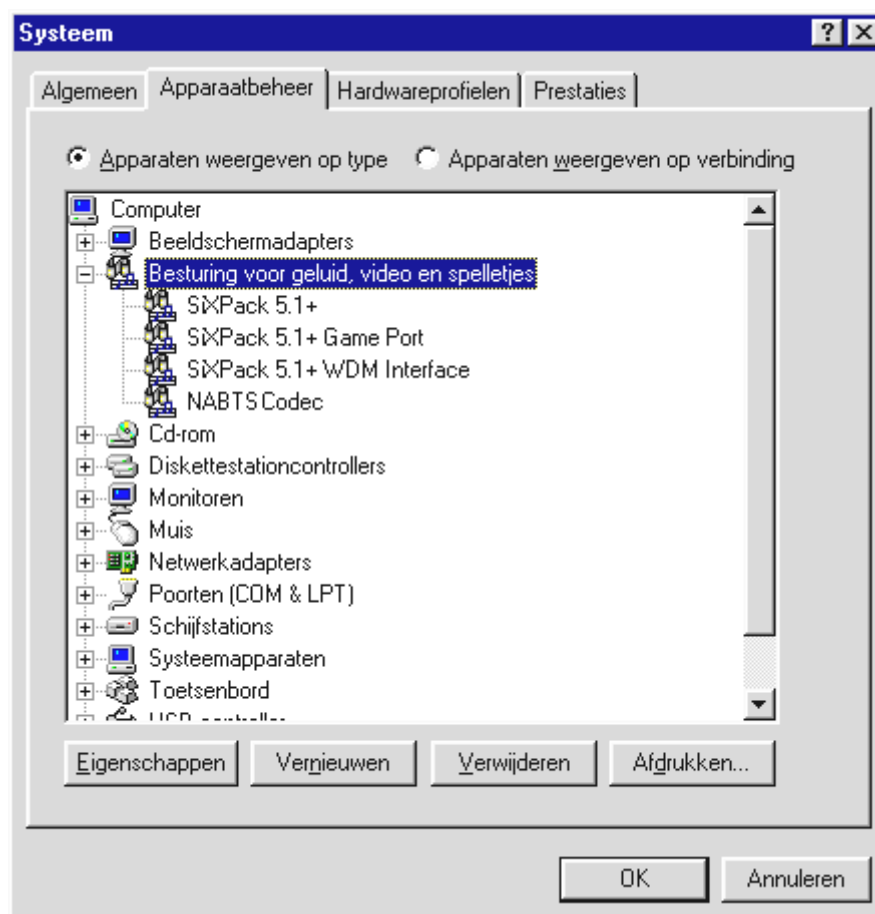 Systeem
Algemeen Apparaatbeheer Hardwareprofielen Prestaties
Apparaten weergeven op type Apparaten weergeven op verbinding
Computer
Beeldschermadapters
Besturing voor geluid, video en spelletjes
SiXPack 5.1+
SiXPack 5.1+ Game Port
SiXPack 5.1+ WDM Interface
NABTS Codec
Cd-rom
Diskettestationcontrollers
Monitoren
Muis
Netwerkadapters
Poorten (COM & LPT)
Schijfstations
Systeemapparaten
Toetsenbord
Eigenschappen Vernieuwen Verwijderen Afdrukken...
OK Annuleren